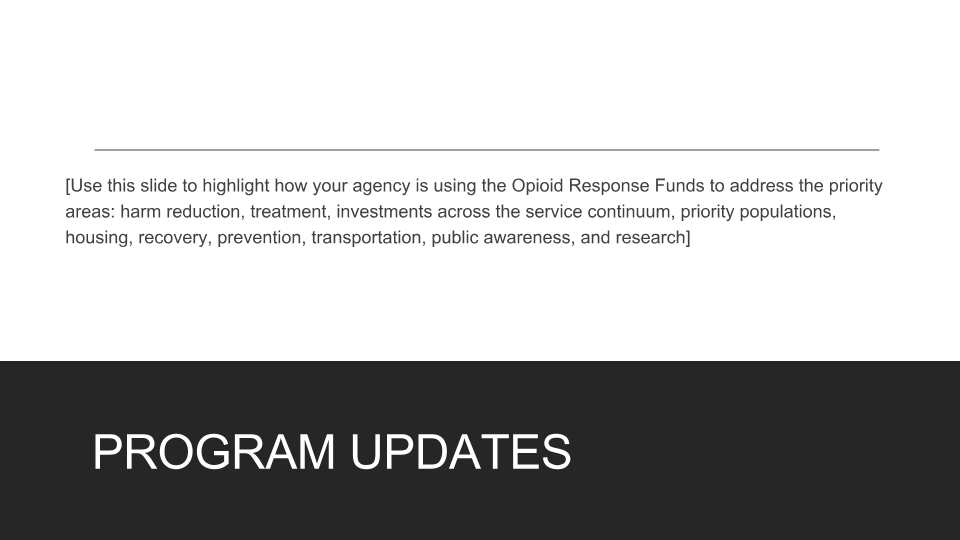 [Use this slide to highlight how your agency is using the Opioid Response Funds to address the priority
areas: harm reduction, treatment, investments across the service continuum, priority populations,
housing, recovery, prevention, transportation, public awareness, and research]
PROGRAM UPDATES